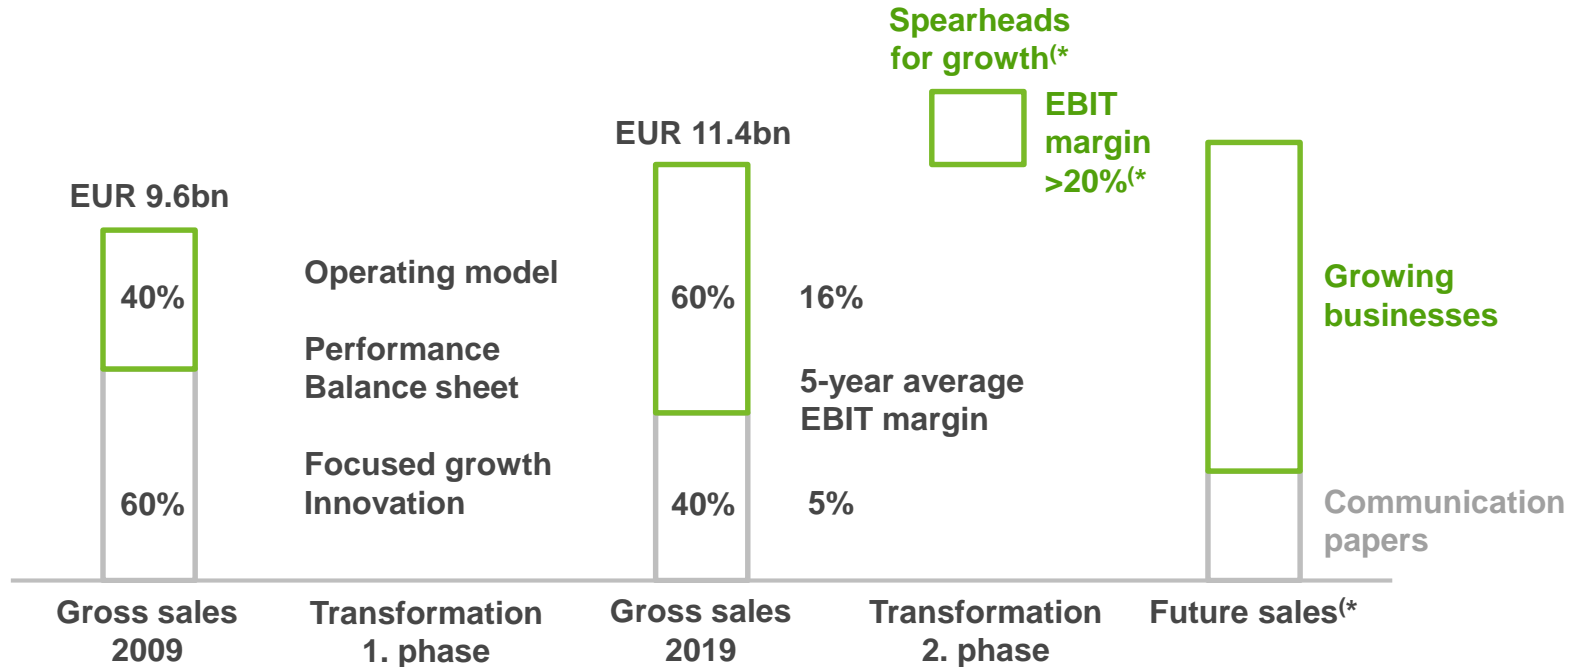 Spearheads
for growth(*
EBIT
margin
>20%(*
EUR 11.4bn
EUR 9.6bn
40%
60%
Operating model
Performance
Balance sheet
Focused growth
Innovation
60%
40%
16%
5-year average
EBIT margin
5%
Growing
businesses
Communication
papers
Gross sales
2009
Transformation
1. phase
Gross sales
2019
Transformation
2. phase
Future sales(*